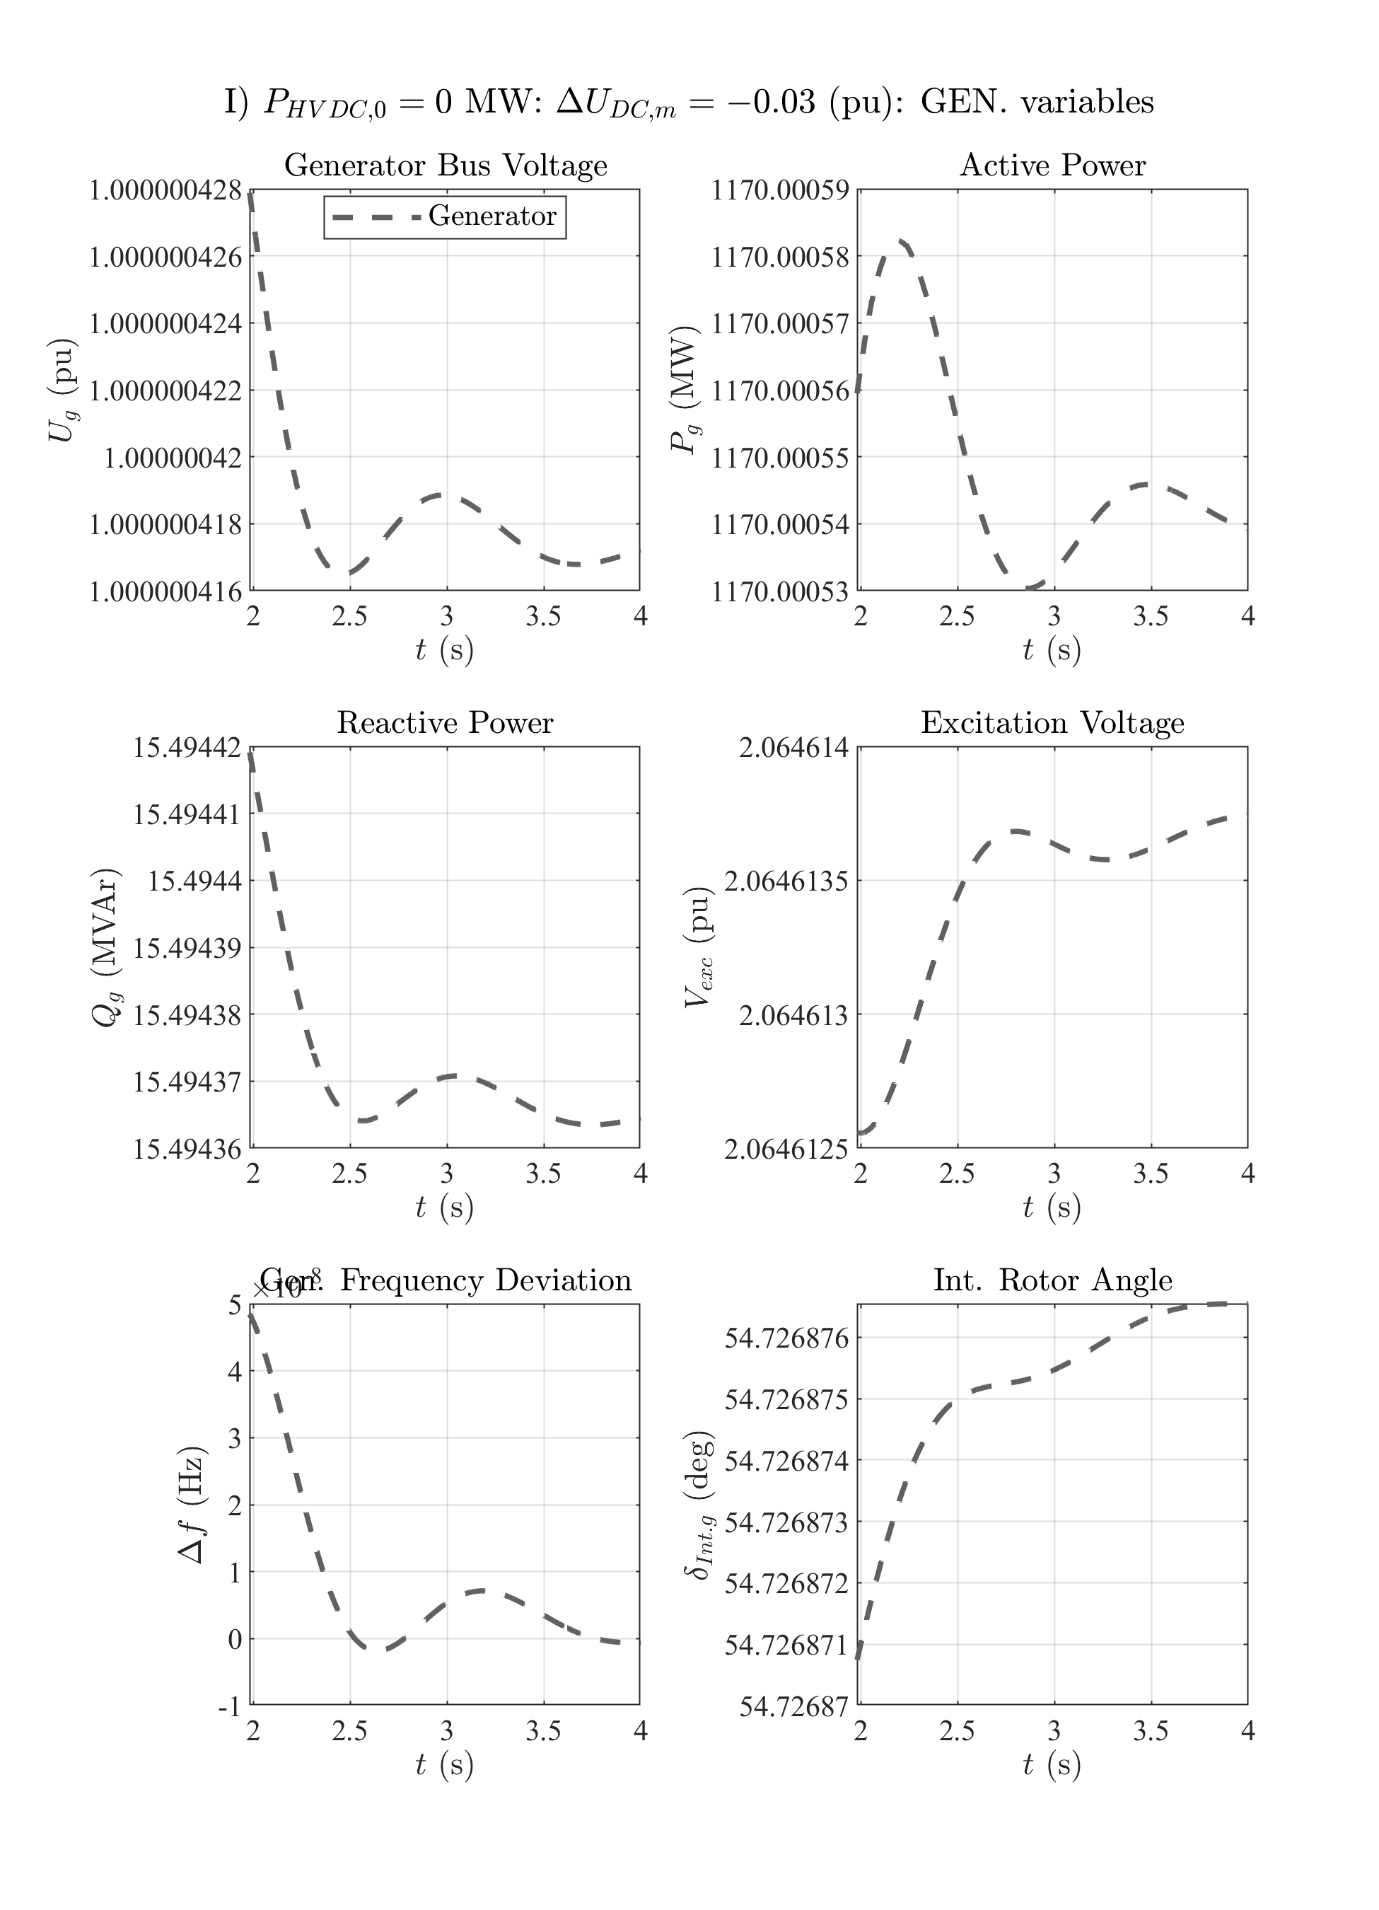 I) P_{HVDC,0} = 0 MW: ΔU_{DC,m} = −0.03 (pu): GEN. variables
Generator Bus Voltage
1.000000428
1.000000426
1.000000424
1.000000422
1.00000042
1.000000418
1.000000416
U_g (pu)
Generator
2 2.5 3 3.5 4
t (s)
Active Power
1170.00059
1170.00058
1170.00057
1170.00056
1170.00055
1170.00054
1170.00053
P_g (MW)
2 2.5 3 3.5 4
t (s)
Reactive Power
15.49442
15.49441
15.4944
15.49439
15.49438
15.49437
15.49436
Q_g (MVAr)
2 2.5 3 3.5 4
t (s)
Excitation Voltage
2.064614
2.0646135
2.064613
2.0646125
V_{exc} (pu)
2 2.5 3 3.5 4
t (s)
Gen. Frequency Deviation
5
4
3
2
1
0
-1
Δf (Hz)
2 2.5 3 3.5 4
t (s)
Int. Rotor Angle
54.726876
54.726875
54.726874
54.726873
54.726872
54.726871
54.72687
δ_{Int.g} (deg)
2 2.5 3 3.5 4
t (s)